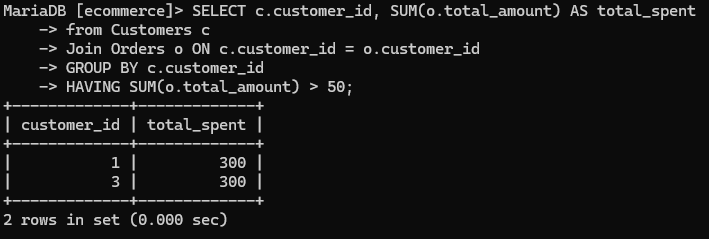 MariaDB [ecommerce]> SELECT c.customer_id, SUM(o.total_amount) AS total_spent
    -> from Customers c
    -> Join Orders o ON c.customer_id = o.customer_id
    -> GROUP BY c.customer_id
    -> HAVING SUM(o.total_amount) > 50;
+-------------+-------------+
| customer_id | total_spent |
+-------------+-------------+
|           1 |         300 |
|           3 |         300 |
+-------------+-------------+
2 rows in set (0.000 sec)